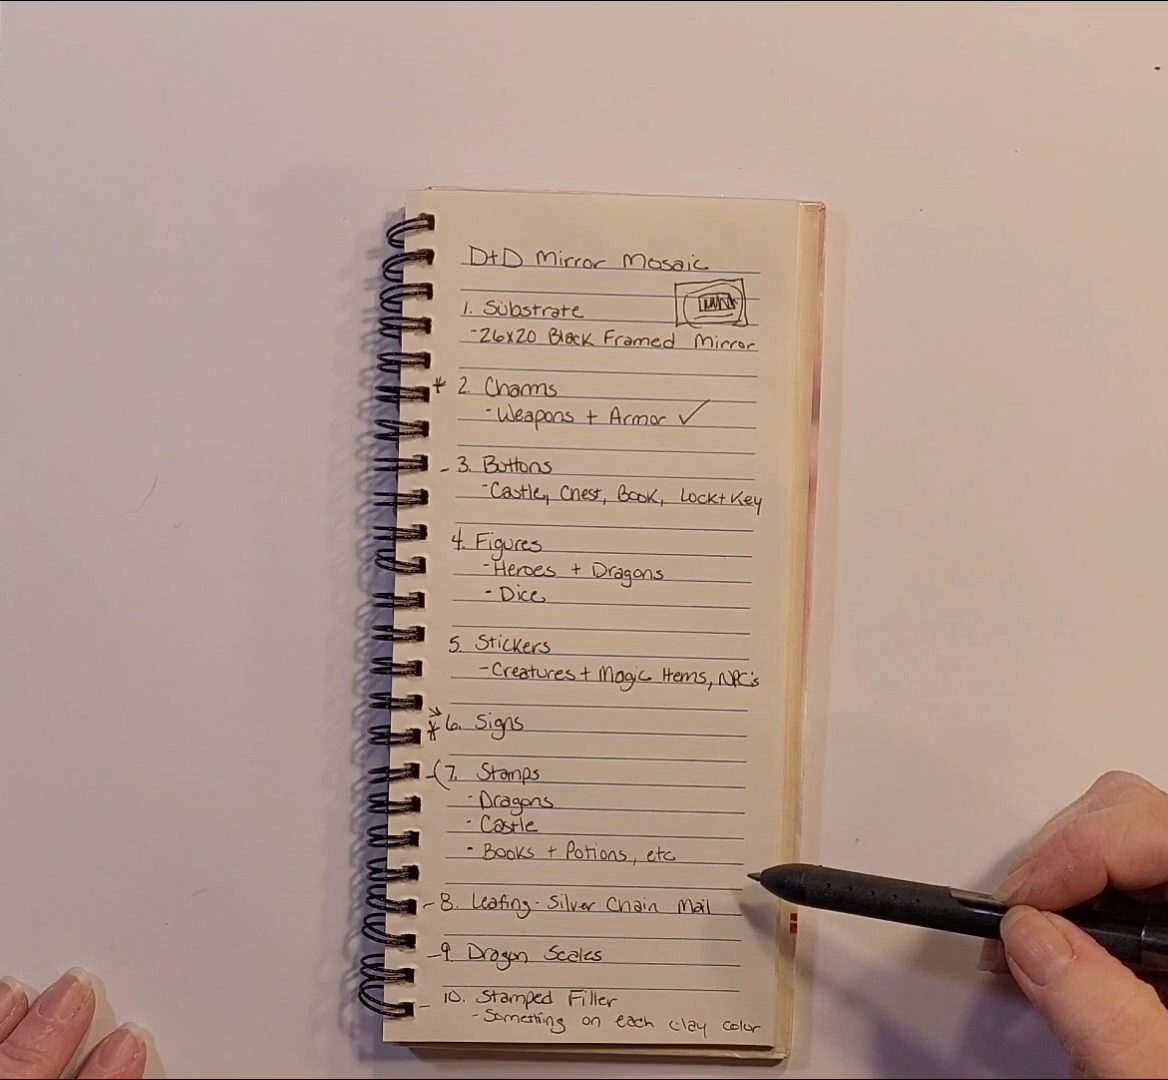 D+D Mirror Mosaic
1. Substrate
-26x20 Black Framed Mirror
* 2. Charms
-Weapons + Armor ✓
- 3. Buttons
-Castle, Chest, Book, Lock+Key
4. Figures
-Heroes + Dragons
- Dice
5. Stickers
-Creatures + Magic Items, NPC's
* 6. Signs
-( 7. Stamps
- Dragons
- Castle
- Books + Potions, etc
- 8. Leafing - Silver Chain Mail
- 9. Dragon Scales
- 10. Stamped Filler
-Something on each clay color